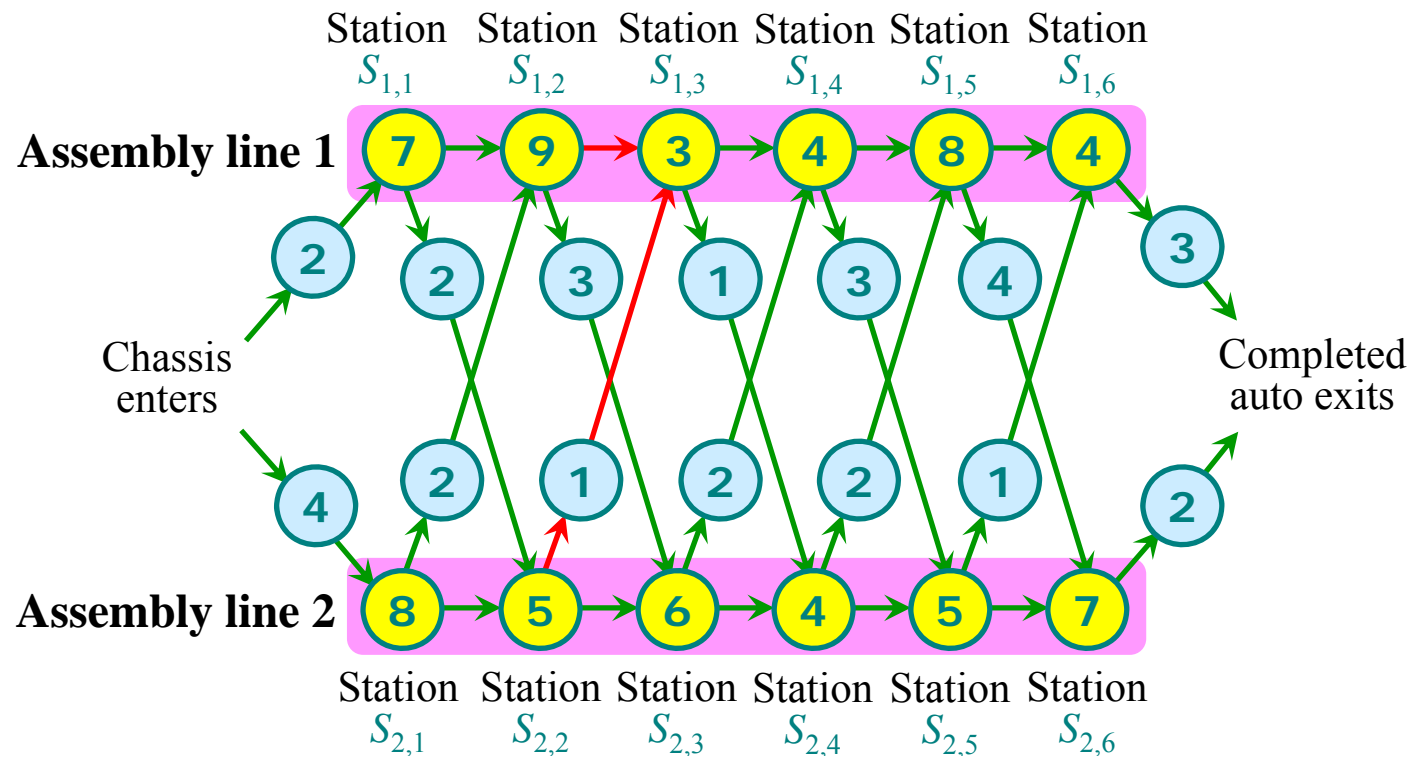 Station Station Station Station Station Station
S1,1 S1,2 S1,3 S1,4 S1,5 S1,6
Assembly line 1 7 9 3 4 8 4
2 2 3 1 3 4 3
Chassis
enters
Completed
auto exits
4 2 1 2 2 1 2
Assembly line 2 8 5 6 4 5 7
Station Station Station Station Station Station
S2,1 S2,2 S2,3 S2,4 S2,5 S2,6